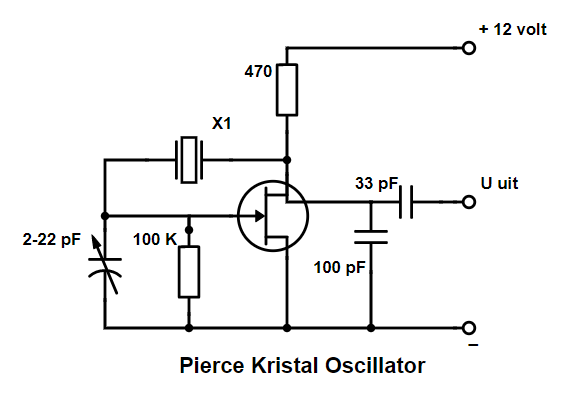 + 12 volt
470
X1
33 pF
U uit
2-22 pF
100 K
100 pF
–
Pierce Kristal Oscillator